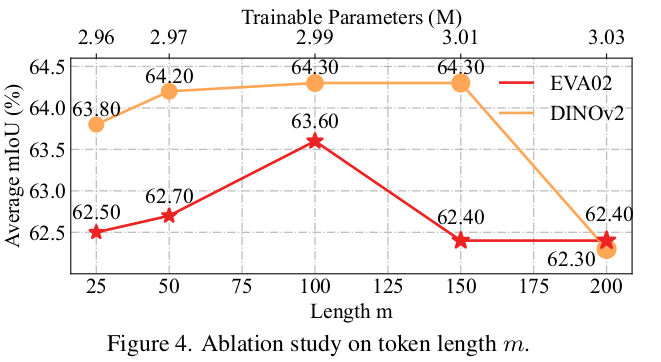 Trainable Parameters (M)
2.96 2.97 2.99 3.01 3.03
64.5
64.0
63.5
63.0
62.5
Average mIoU (%)
63.80 64.20 64.30 64.30 62.30
62.50 62.70 63.60 62.40 62.40
EVA02
DINOv2
25 50 75 100 125 150 175 200
Length m
Figure 4. Ablation study on token length m.